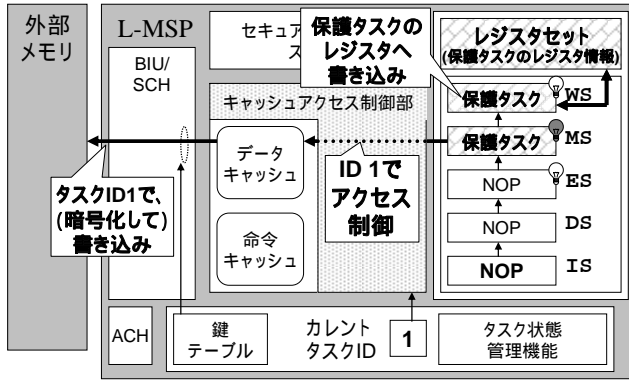 外部
メモリ
L-MSP
BIU/
SCH
セキュア
ス
保護タスクの
レジスタへ
書き込み
レジスタセット
(保護タスクのレジスタ情報)
キャッシュアクセス制御部
保護タスク
WS
データ
キャッシュ
ID 1で
アクセス
制御
保護タスク
MS
タスクID1で、
(暗号化して)
書き込み
NOP
ES
命令
キャッシュ
NOP
DS
NOP
IS
ACH
鍵
テーブル
カレント
タスクID
1
タスク状態
管理機能